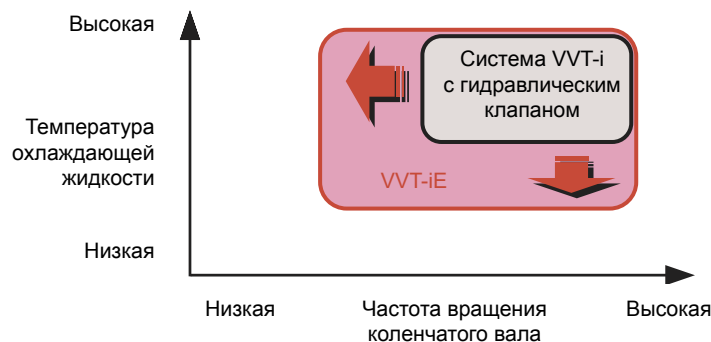 Высокая
Система VVT-i
с гидравлическим
клапаном
Температура
охлаждающей
жидкости
VVT-iE
Низкая
Низкая
Частота вращения
коленчатого вала
Высокая